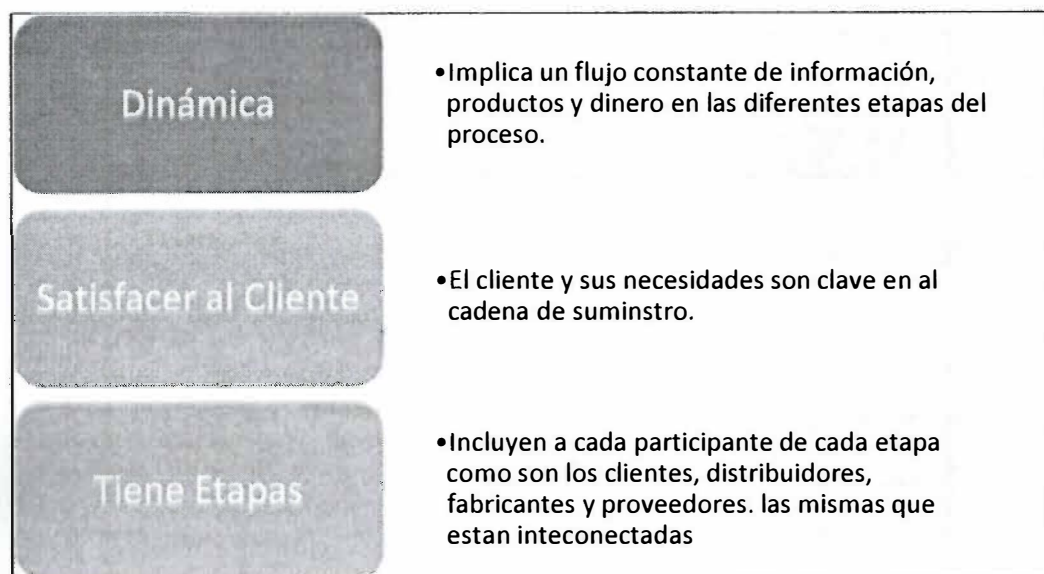 Dinámica
•Implica un flujo constante de información,
productos y dinero en las diferentes etapas del
proceso.
Satisfacer al Cliente
•El cliente y sus necesidades son clave en al
cadena de suminstro.
Tiene Etapas
•Incluyen a cada participante de cada etapa
como son los clientes, distribuidores,
fabricantes y proveedores. las mismas que
estan inteconectadas